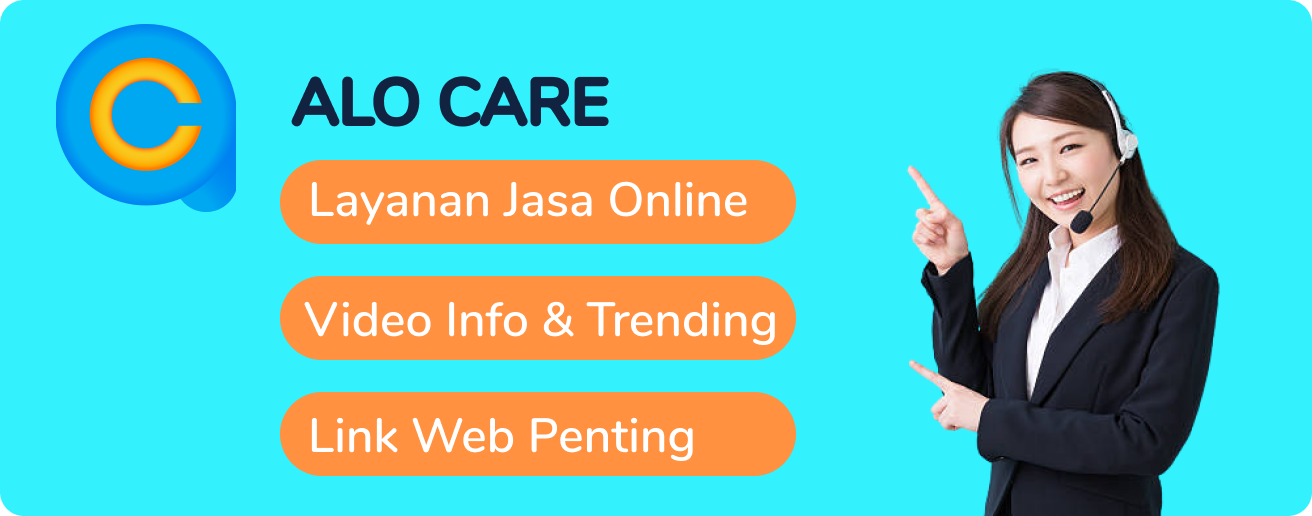 ALO CARE
Layanan Jasa Online
Video Info & Trending
Link Web Penting